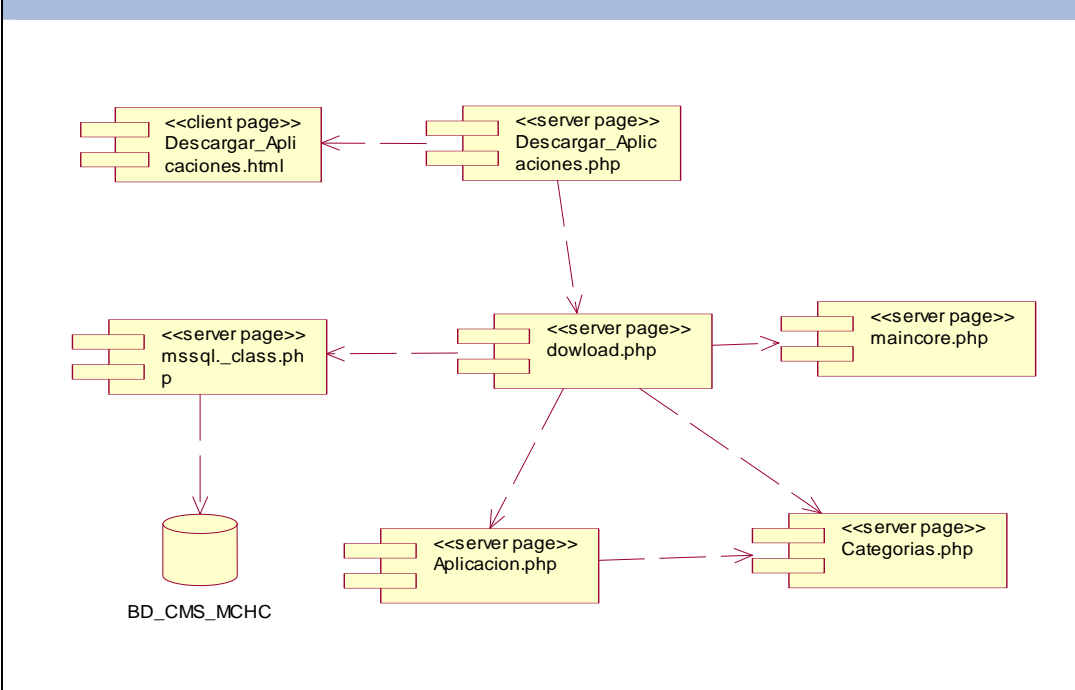 <<client page>>
Descargar_Apli
caciones.html
<<server page>>
Descargar_Aplic
aciones.php
<<server page>>
mssql._class.ph
p
<<server page>>
dowload.php
<<server page>>
maincore.php
<<server page>>
Aplicacion.php
<<server page>>
Categorias.php
BD_CMS_MCHC